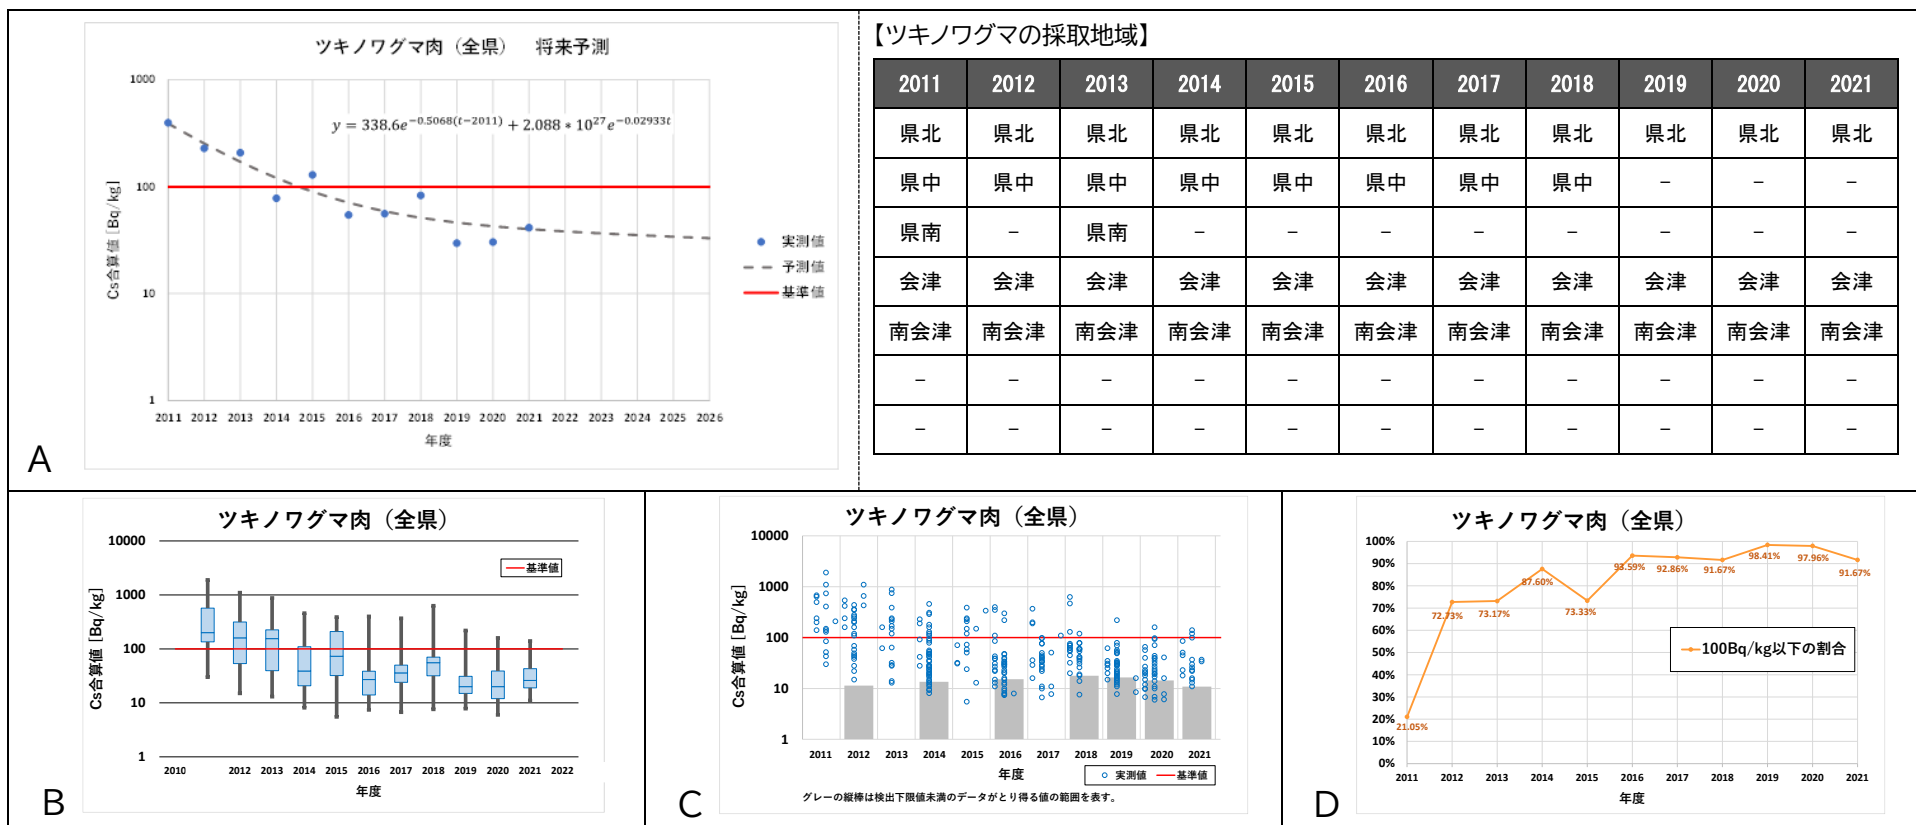 ツキノワグマ肉（全県）　将来予測
1000
100
10
1
Cs合算値 [Bq/kg]
y = 338.6e^{-0.5068(t-2011)} + 2.088 * 10^{27}e^{-0.02933t}
実測値
予測値
基準値
2011 2012 2013 2014 2015 2016 2017 2018 2019 2020 2021 2022 2023 2024 2025 2026
年度
A
【ツキノワグマの採取地域】
2011 2012 2013 2014 2015 2016 2017 2018 2019 2020 2021
県北 県北 県北 県北 県北 県北 県北 県北 県北 県北 県北
県中 県中 県中 県中 県中 県中 県中 県中 － － －
県南 － 県南 － － － － － － － －
会津 会津 会津 会津 会津 会津 会津 会津 会津 会津 会津
南会津 南会津 南会津 南会津 南会津 南会津 南会津 南会津 南会津 南会津 南会津
－ － － － － － － － － － －
－ － － － － － － － － － －
ツキノワグマ肉（全県）
10000
1000
100
10
1
Cs合算値 [Bq/kg]
基準値
2010 2012 2013 2014 2015 2016 2017 2018 2019 2020 2021 2022
年度
B
ツキノワグマ肉（全県）
10000
1000
100
10
1
Cs合算値 [Bq/kg]
2011 2012 2013 2014 2015 2016 2017 2018 2019 2020 2021
年度
実測値 基準値
グレーの縦棒は検出下限値未満のデータがとり得る値の範囲を表す。
C
ツキノワグマ肉（全県）
100%
90%
80%
70%
60%
50%
40%
30%
20%
10%
0%
21.05%
72.73%
73.17%
87.60%
73.33%
93.59%
92.86%
91.67%
98.41%
97.96%
91.67%
100Bq/kg以下の割合
2011 2012 2013 2014 2015 2016 2017 2018 2019 2020 2021
年度
D